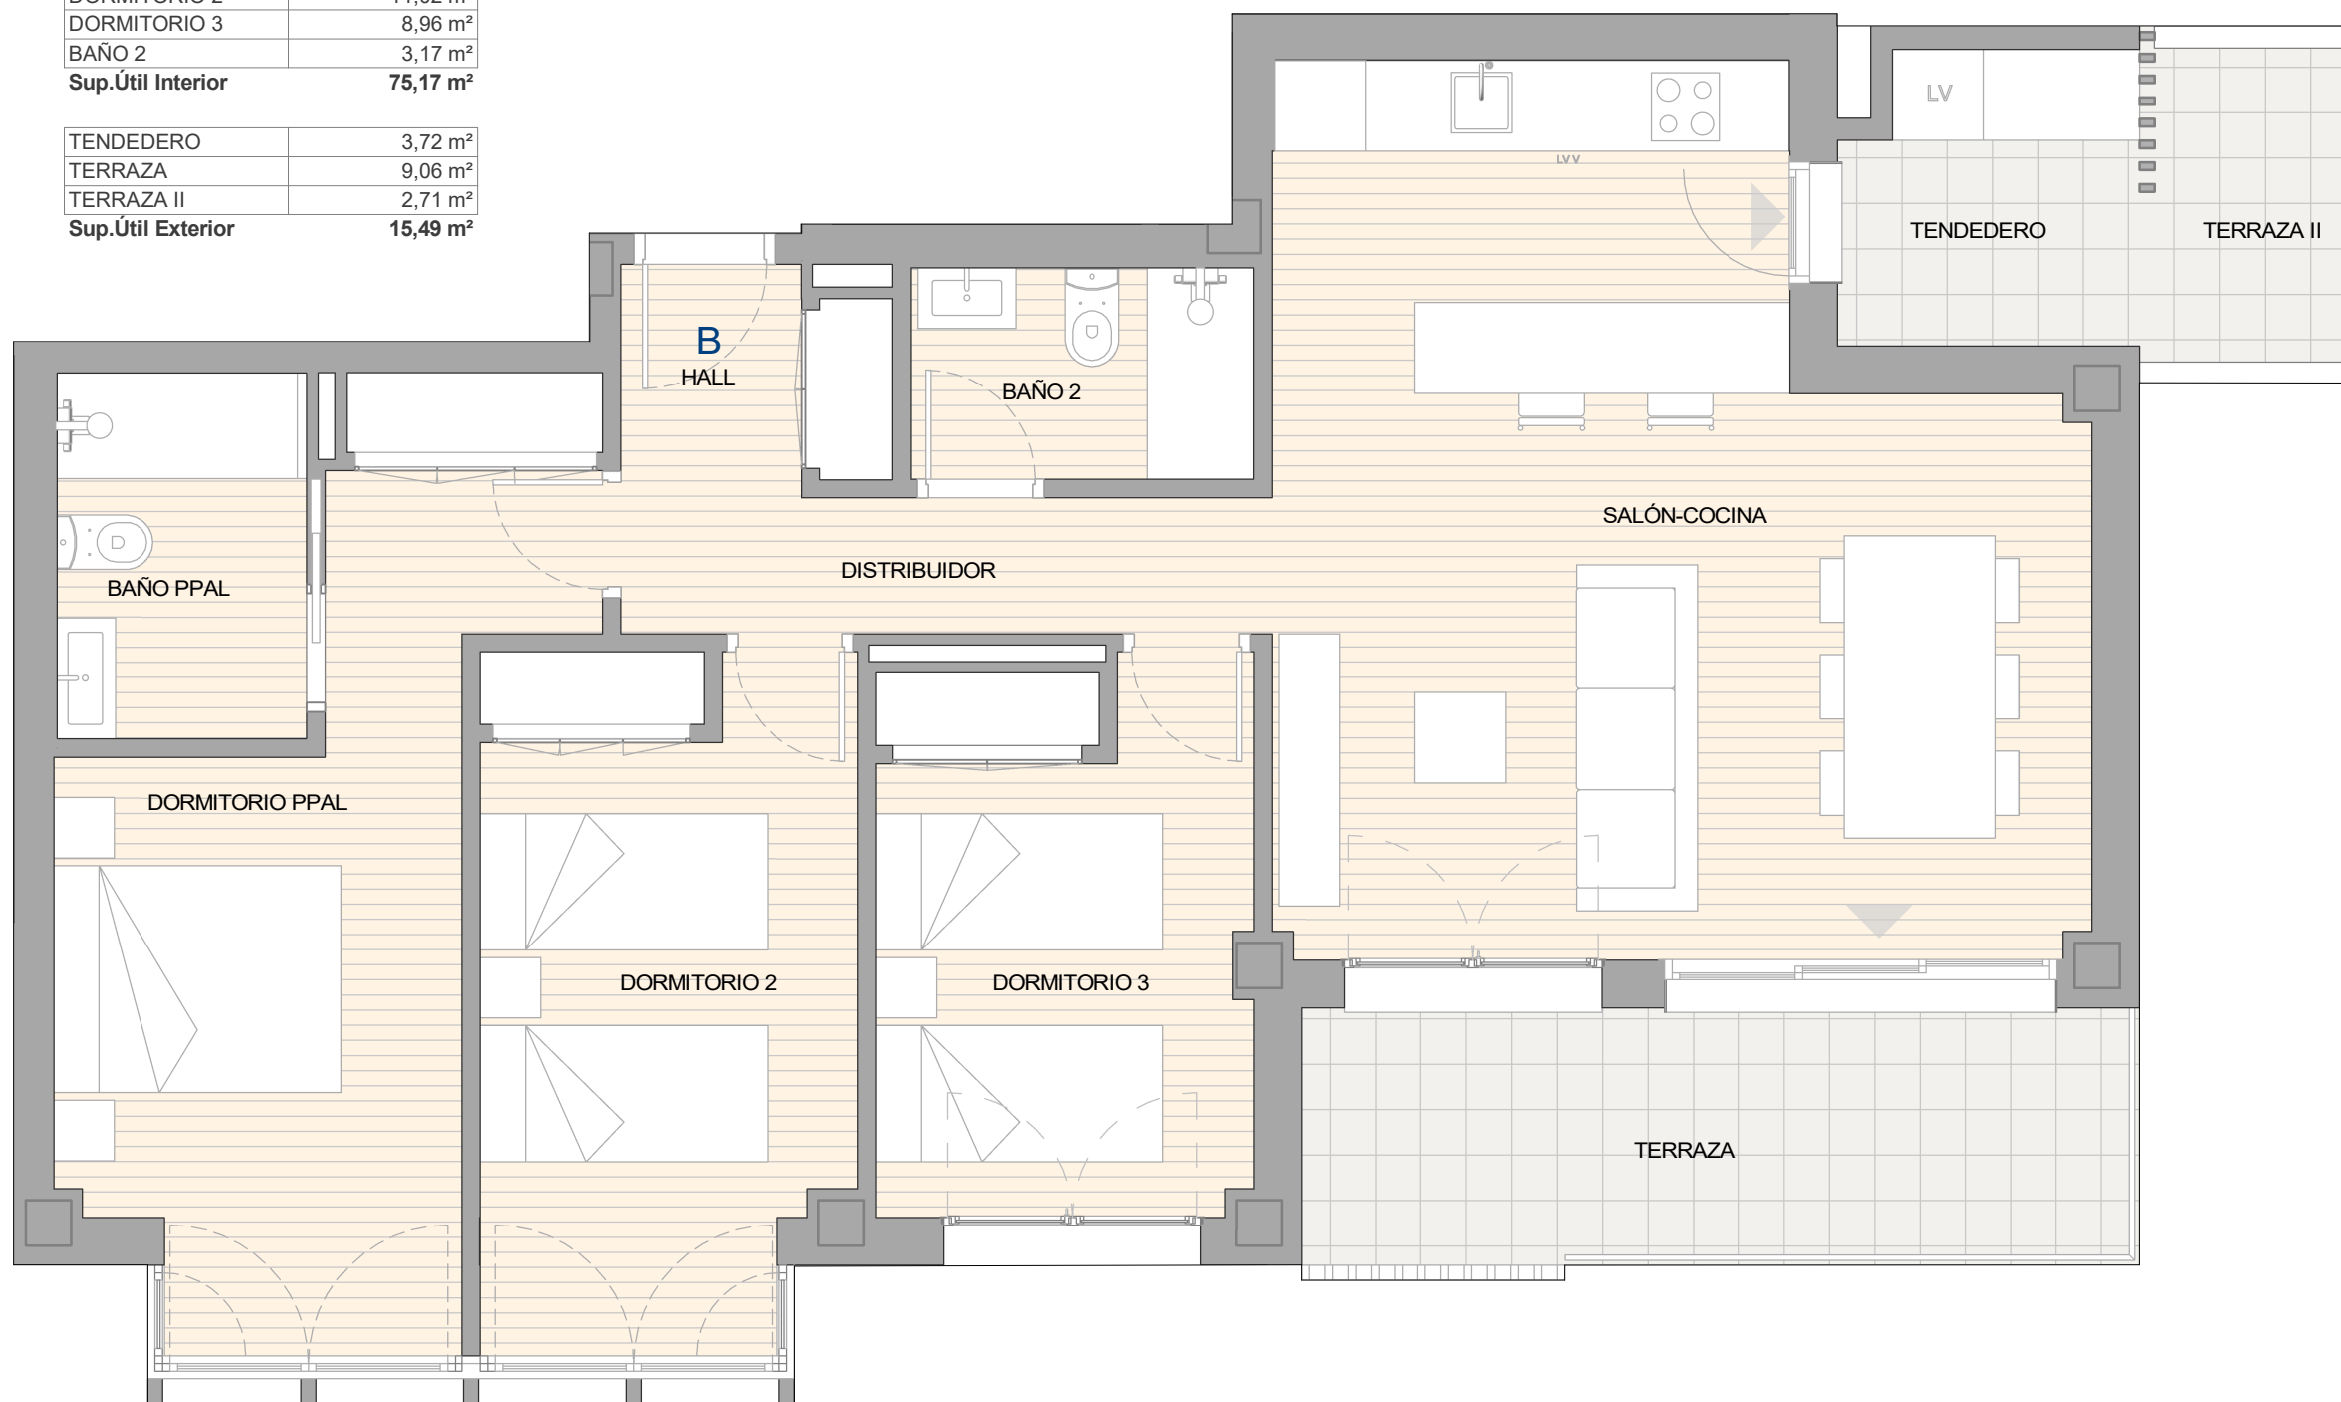 DORMITORIO 3 8,96 m²
BAÑO 2 3,17 m²
Sup.Útil Interior 75,17 m²
TENDEDERO 3,72 m²
TERRAZA 9,06 m²
TERRAZA II 2,71 m²
Sup.Útil Exterior 15,49 m²
LV
LVV
TENDEDERO
TERRAZA II
B
HALL
BAÑO 2
SALÓN-COCINA
DISTRIBUIDOR
BAÑO PPAL
DORMITORIO PPAL
DORMITORIO 2
DORMITORIO 3
TERRAZA